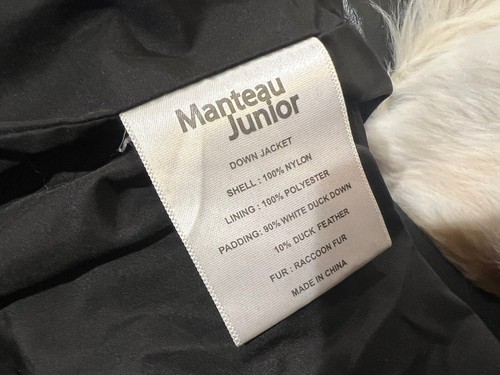 Manteau
Junior
DOWN JACKET
SHELL : 100% NYLON
LINING : 100% POLYESTER
PADDING: 90% WHITE DUCK DOWN
10% DUCK FEATHER
FUR : RACCOON FUR
MADE IN CHINA